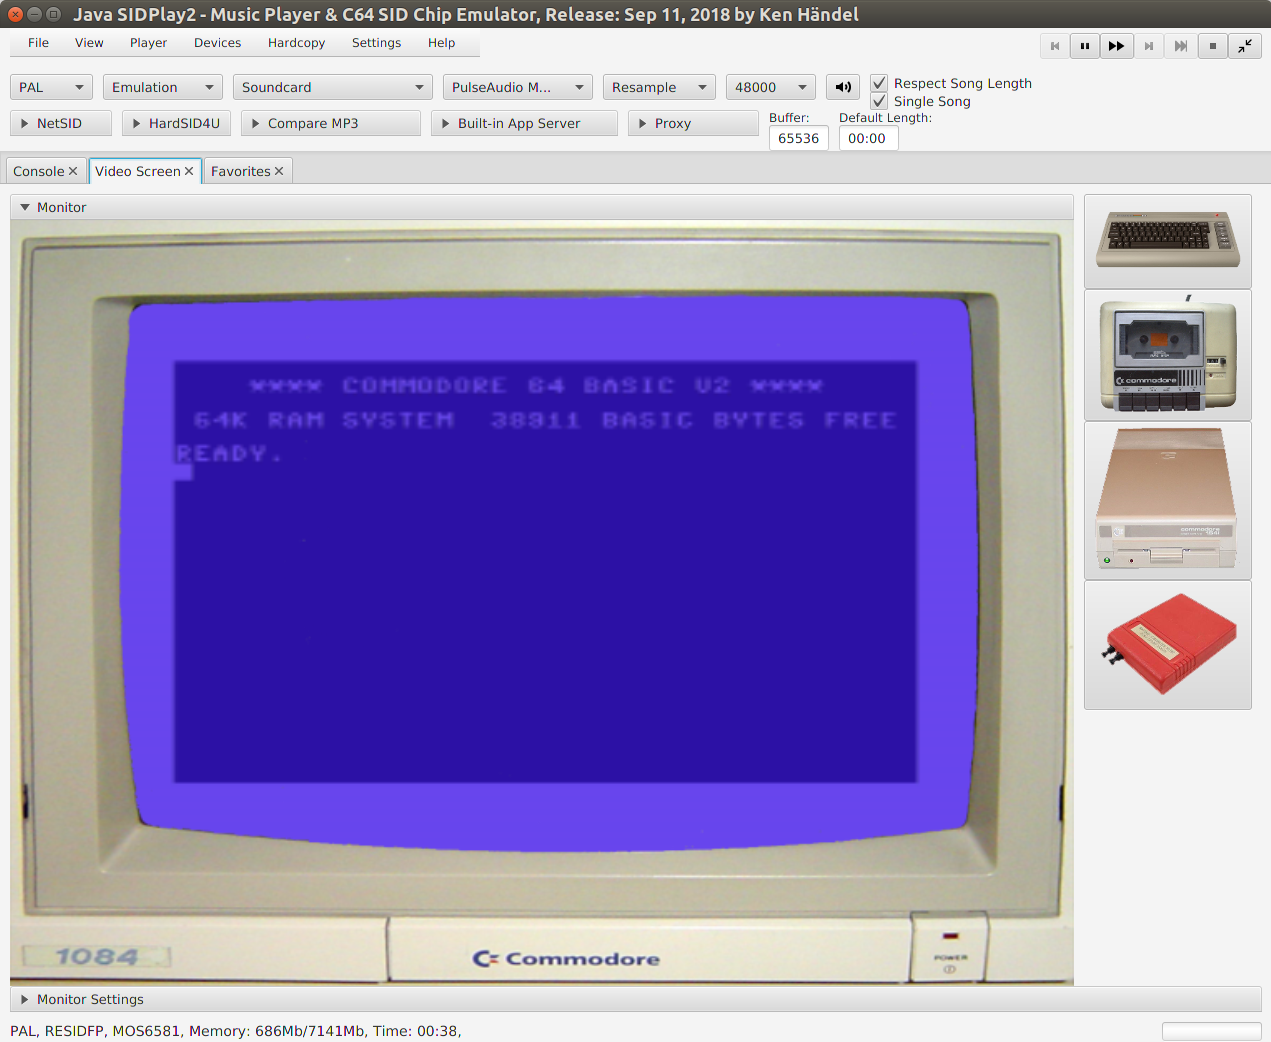 Java SIDPlay2 - Music Player & C64 SID Chip Emulator, Release: Sep 11, 2018 by Ken Händel
File View Player Devices Hardcopy Settings Help
PAL Emulation Soundcard PulseAudio M... Resample 48000 Respect Song Length
Single Song
NetSID HardSID4U Compare MP3 Built-in App Server Proxy Buffer: Default Length:
65536 00:00
Console Video Screen Favorites
Monitor
**** COMMODORE 64 BASIC V2 ****
64K RAM SYSTEM 38911 BASIC BYTES FREE
READY.
commodore
commodore
1084
Commodore
POWER
Monitor Settings
PAL, RESIDFP, MOS6581, Memory: 686Mb/7141Mb, Time: 00:38,